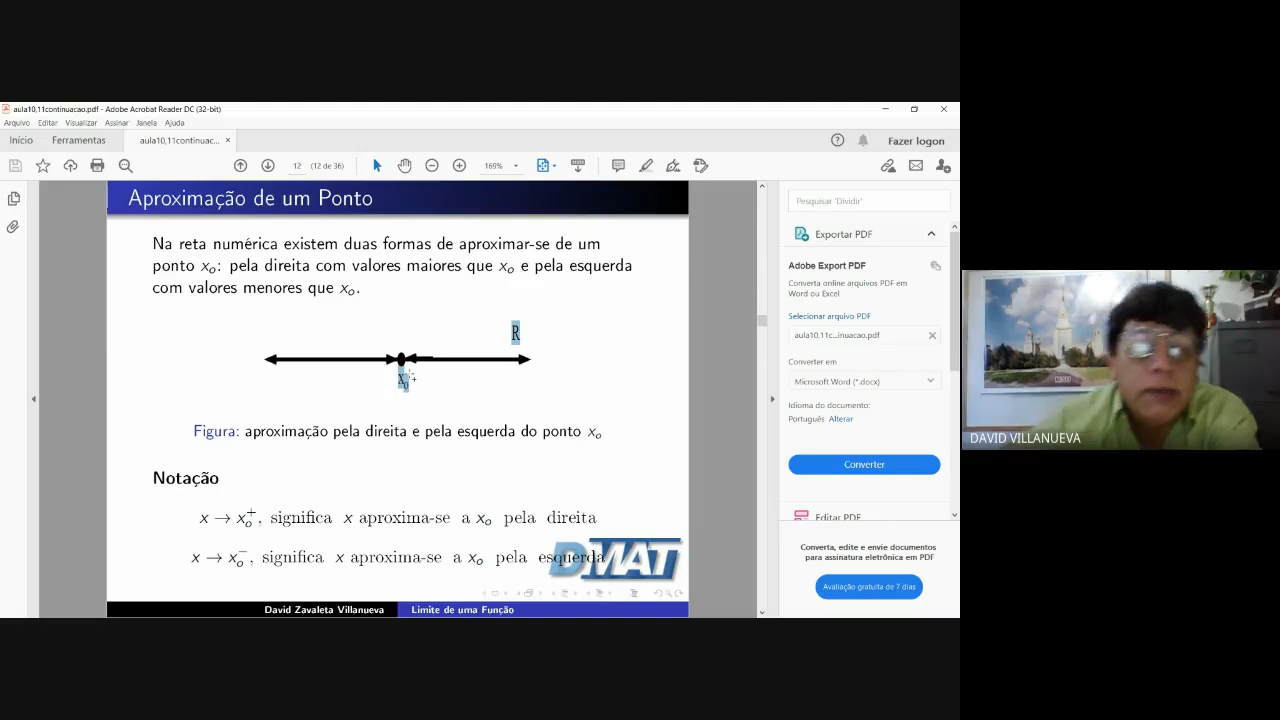 aula10,11continuacao.pdf - Adobe Acrobat Reader DC (32-bit)
Arquivo Editar Visualizar Assinar Janela Ajuda
Início Ferramentas aula10,11continuac... × Fazer logon
12 (12 de 36) 169%
Aproximação de um Ponto
Na reta numérica existem duas formas de aproximar-se de um
ponto xₒ: pela direita com valores maiores que xₒ e pela esquerda
com valores menores que xₒ.
R
x₀
Figura: aproximação pela direita e pela esquerda do ponto xₒ
Notação
x → xₒ⁺, significa x aproxima-se a xₒ pela direita
x → xₒ⁻, significa x aproxima-se a xₒ pela esquerda
DMAT
David Zavaleta Villanueva Limite de uma Função
Pesquisar 'Dividir'
Exportar PDF
Adobe Export PDF
Converta online arquivos PDF em
Word ou Excel
Selecionar arquivo PDF
aula10,11c...inuacao.pdf
Converter em
Microsoft Word (*.docx)
Idioma do documento:
Português Alterar
Converter
Editar PDF
Converta, edite e envie documentos
para assinatura eletrônica em PDF
Avaliação gratuita de 7 dias
DAVID VILLANUEVA